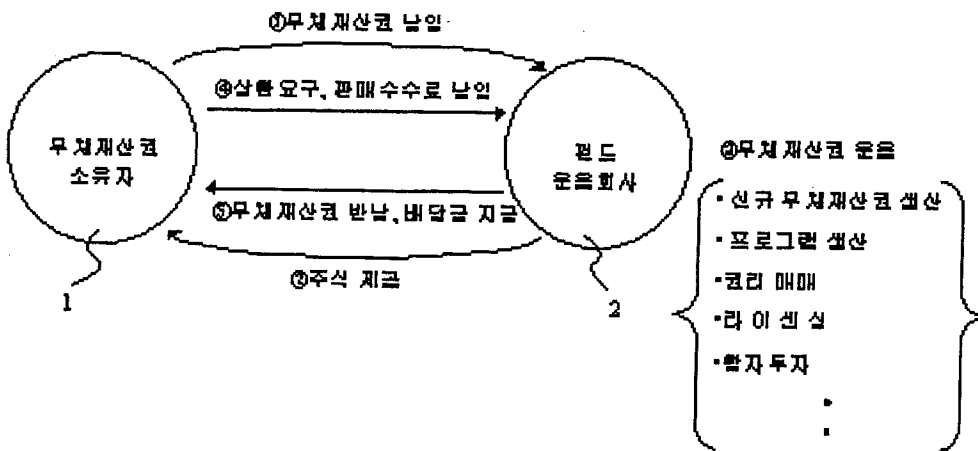 ①무체재산권 납입
④상환요구, 판매수수료 납입
무체재산권
소유자
펀드
운용회사
③무체재산권 운용
⑤무체재산권 반납, 배당금 지급
②주식 지급
1
2
•신규 무체재산권 생산
•프로그램 생산
•권리 매매
•라이센싱
•합자투자